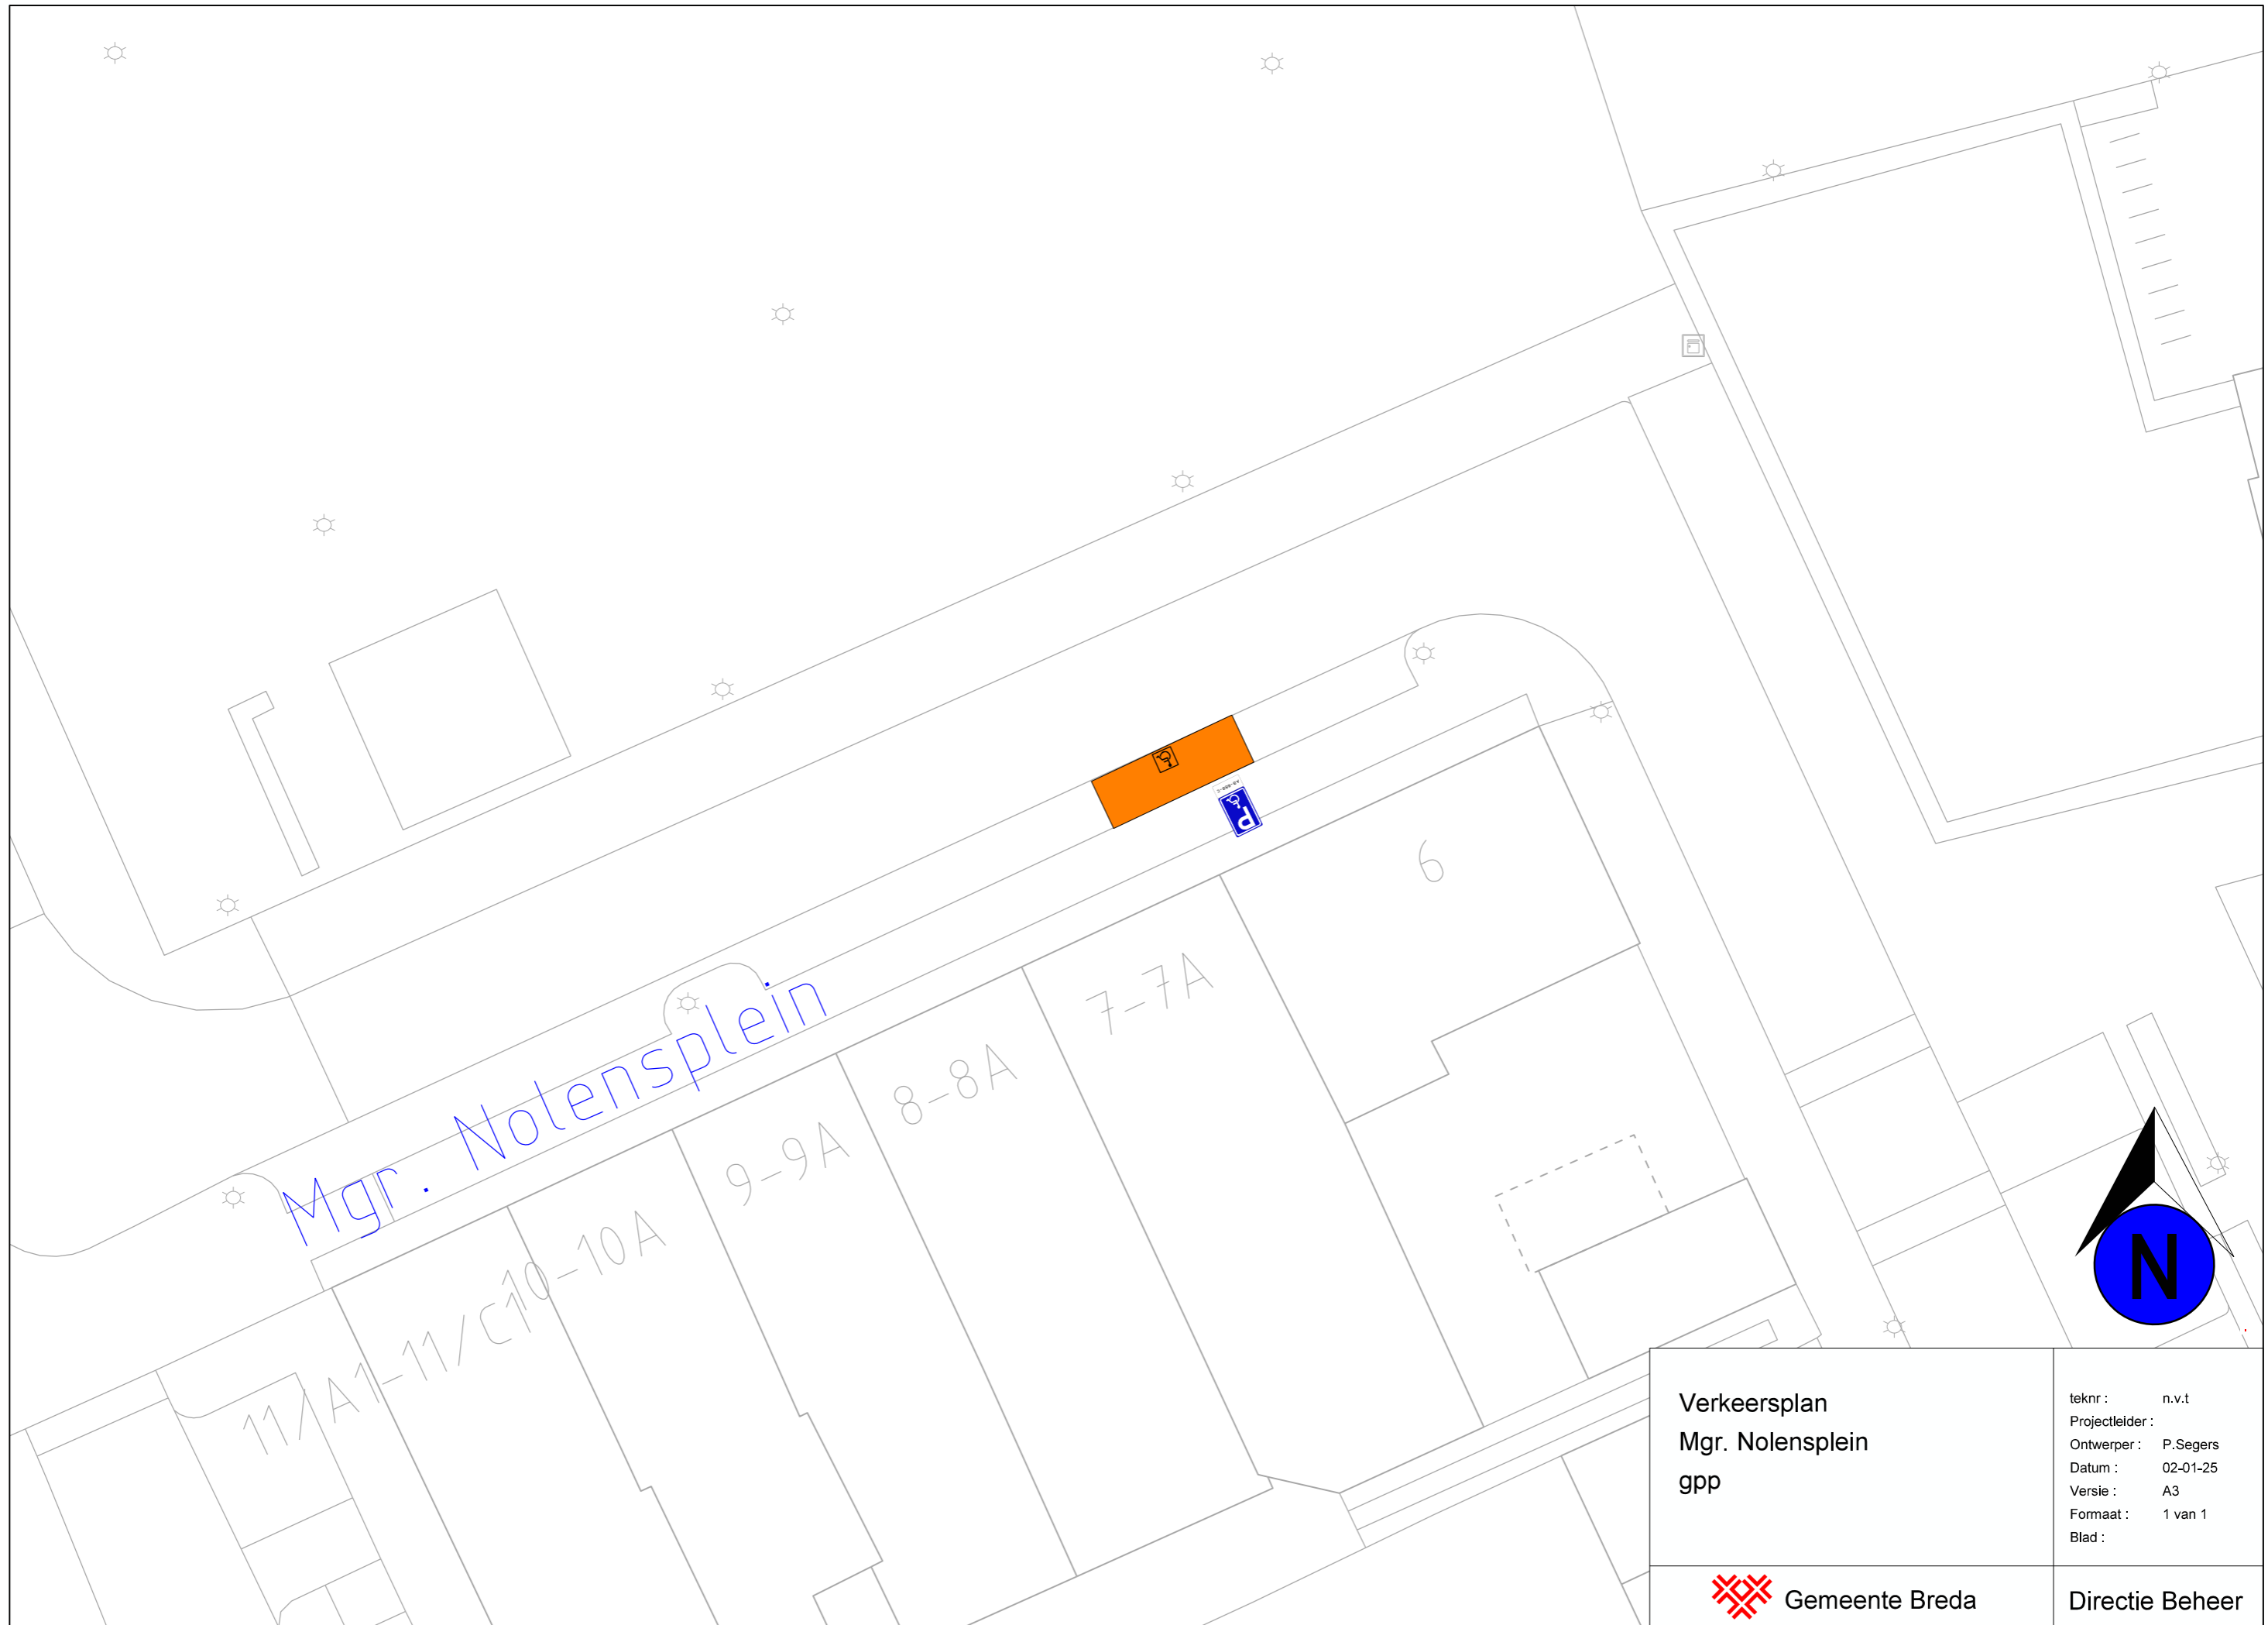 6
7-7A
8-8A
9-9A
10-10A
11/A1-11/c1
Mgr. Nolensplein
P
N
Verkeersplan
Mgr. Nolensplein
gpp
teknr : n.v.t
Projectleider :
Ontwerper : P.Segers
Datum : 02-01-25
Versie : A3
Formaat : 1 van 1
Blad :
Gemeente Breda
Directie Beheer